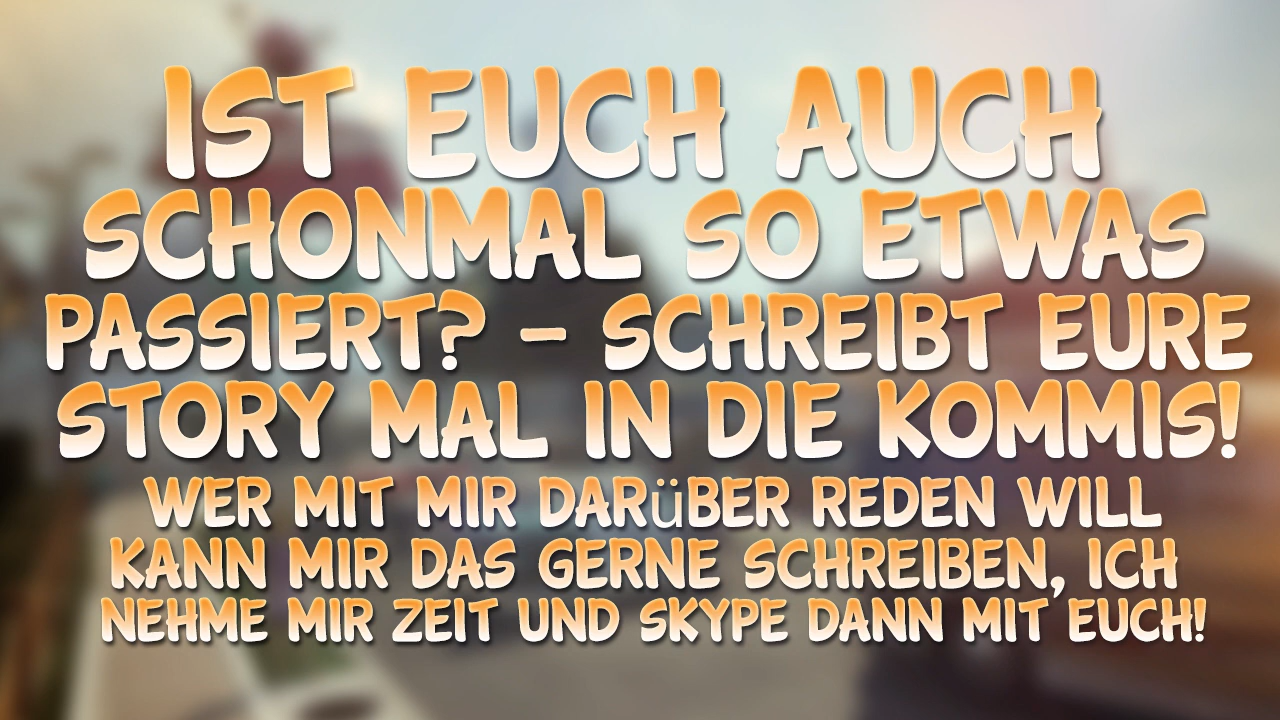 IST EUCH AUCH
SCHONMAL SO ETWAS
PASSIERT? - SCHREIBT EURE
STORY MAL IN DIE KOMMIS!
WER MIT MIR DARüBER REDEN WILL
KANN MIR DAS GERNE SCHREIBEN, ICH
NEHME MIR ZEIT UND SKYPE DANN MIT EUCH!